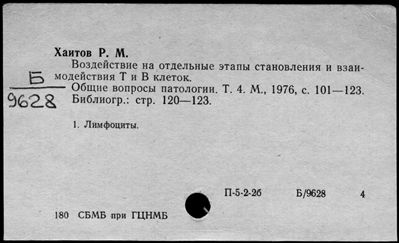 Хаитов Р. М.
Воздействие на отдельные этапы становления и взаи-
модействия Т и В клеток.
Б
9628
Общие вопросы патологии. Т. 4. М., 1976, с. 101—123.
Библиогр.: стр. 120—123.
1. Лимфоциты.
П-5-2-2б Б/9628 4
180 СБМБ при ГЦНМБ